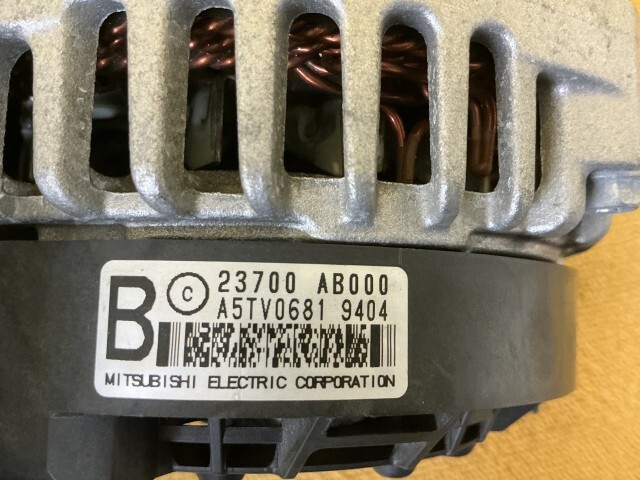 B © 23700 AB000
A5TV0681 9404
MITSUBISHI ELECTRIC CORPORATION